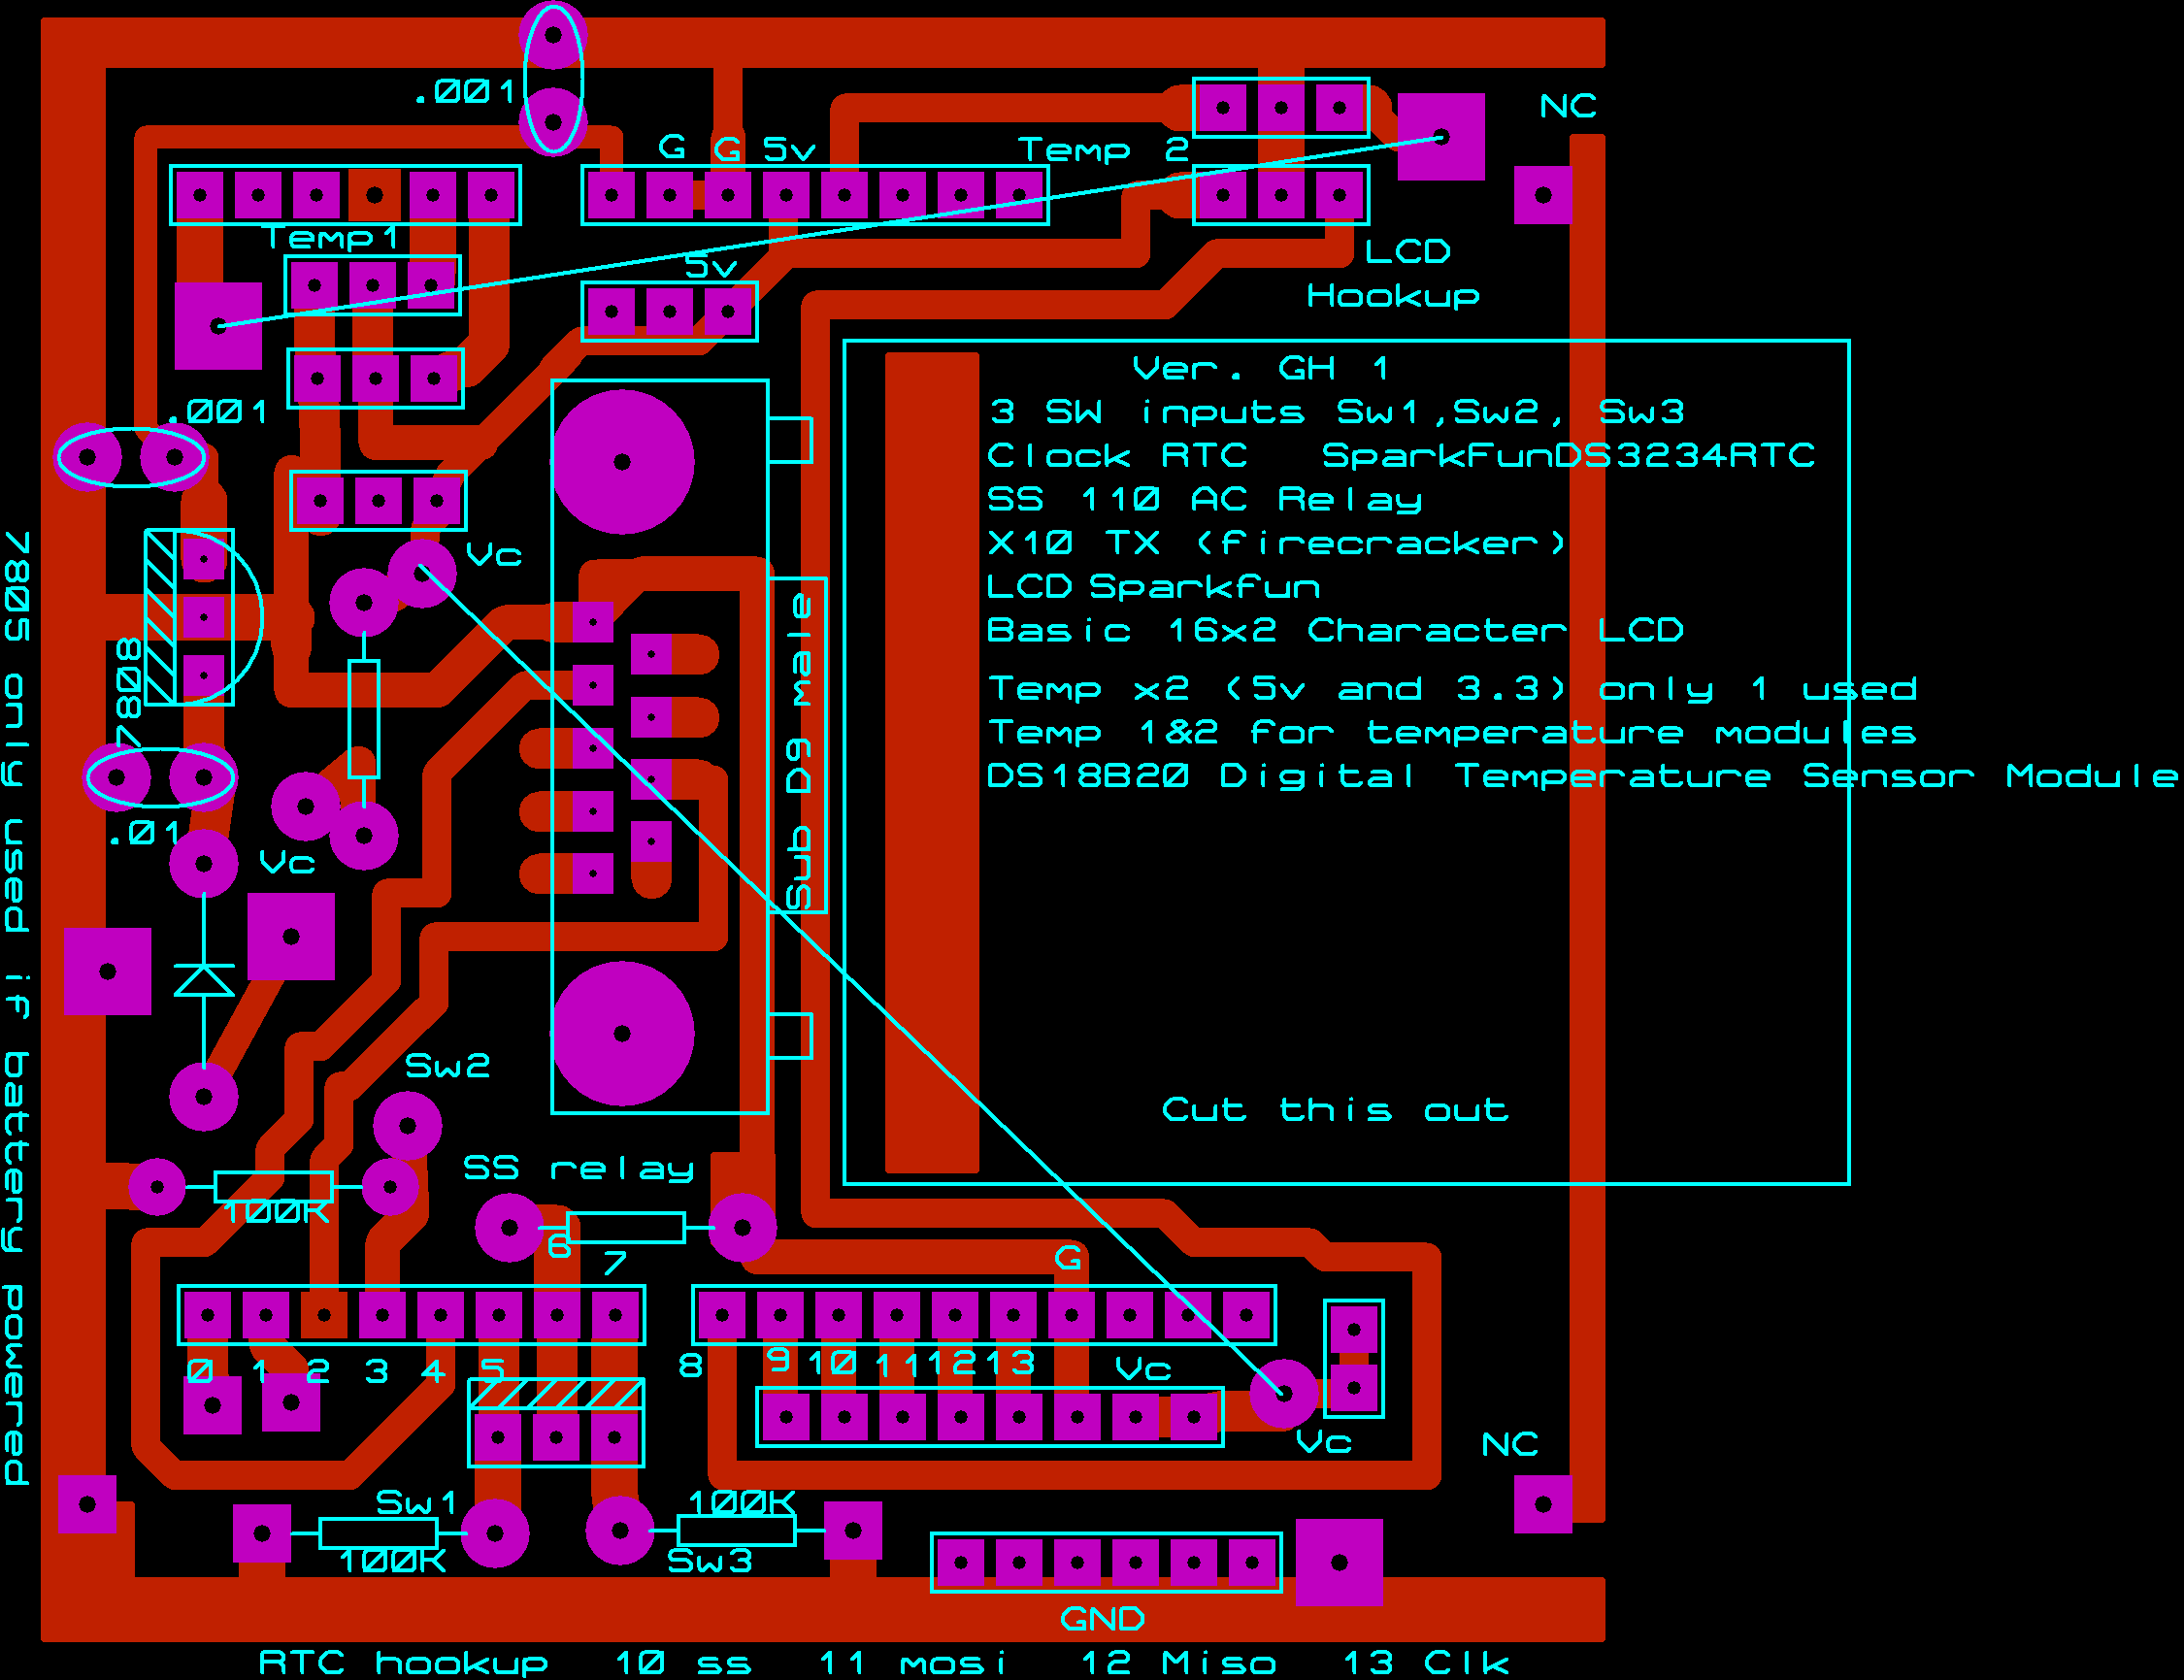 .001
NC
G G 5v
Temp 2
Temp1
LCD
Hookup
5v
Ver. GH 1
3 SW inputs Sw1,Sw2, Sw3
Clock RTC SparkFunDS3234RTC
SS 110 AC Relay
X10 TX (firecracker)
LCD Sparkfun
Basic 16x2 Character LCD
Temp x2 (5v and 3.3) only 1 used
Temp 1&2 for temperature modules
DS18B20 Digital Temperature Sensor Module
.001
Vc
7805 only used if battery powered
7808
Sub D9 male
.01
Vc
Sw2
Cut this out
SS relay
100K
6
7
G
0 1 2 3 4 5
8 9 10 11 12 13
Vc
Vc
NC
Sw1
100K
100K
Sw3
GND
RTC hookup 10 ss 11 mosi 12 Miso 13 Clk